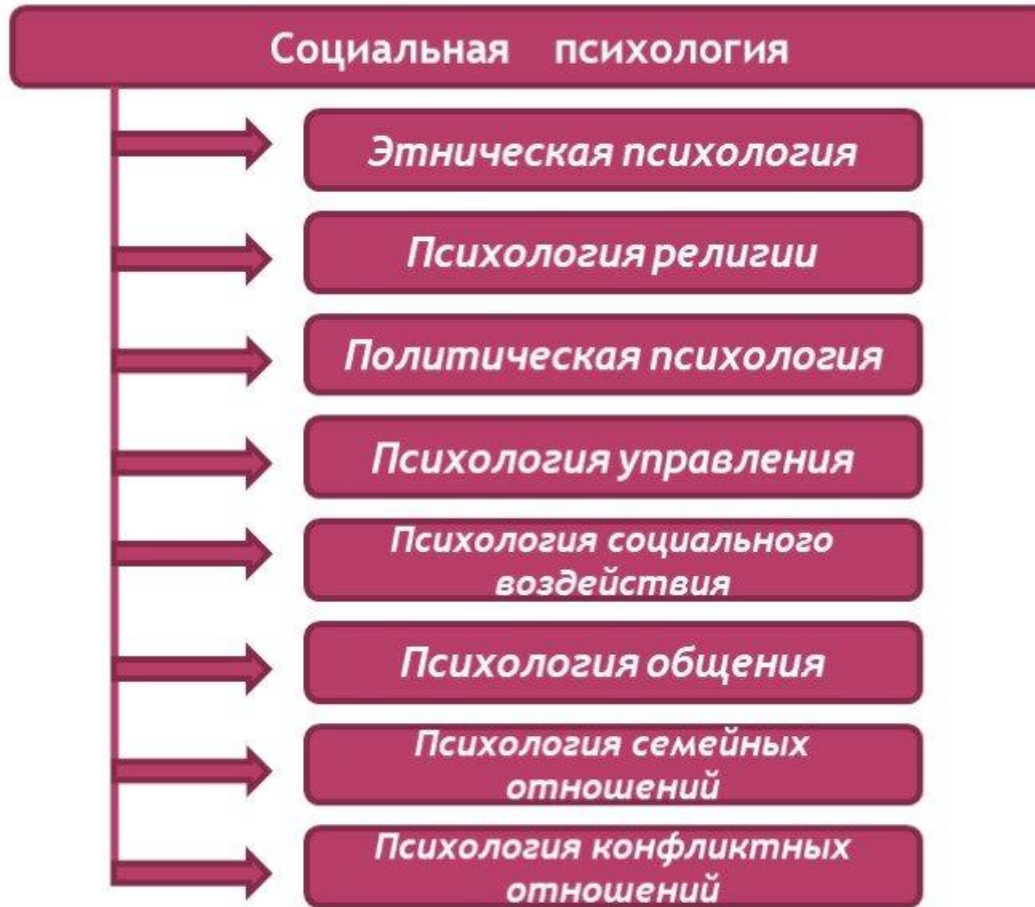 Социальная психология
Этническая психология
Психология религии
Политическая психология
Психология управления
Психология социального
воздействия
Психология общения
Психология семейных
отношений
Психология конфликтных
отношений